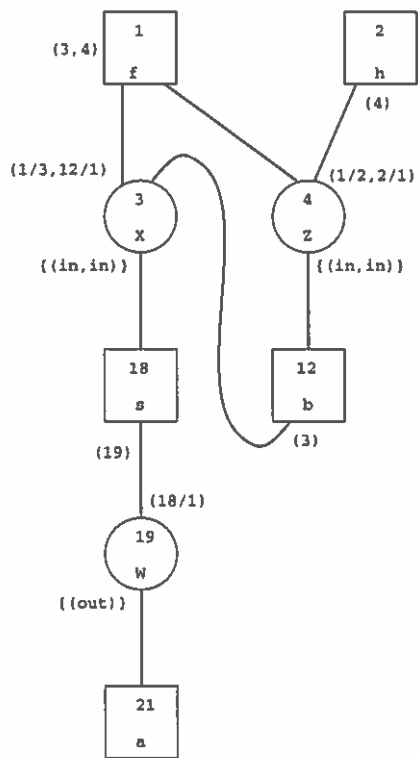 1 2
(3,4)
f h
(4)
(1/3,12/1) (1/2,2/1)
3 4
X Z
{(in,in)} {(in,in)}
18 12
s b
(19) (3)
(18/1)
19
W
{(out)}
21
a